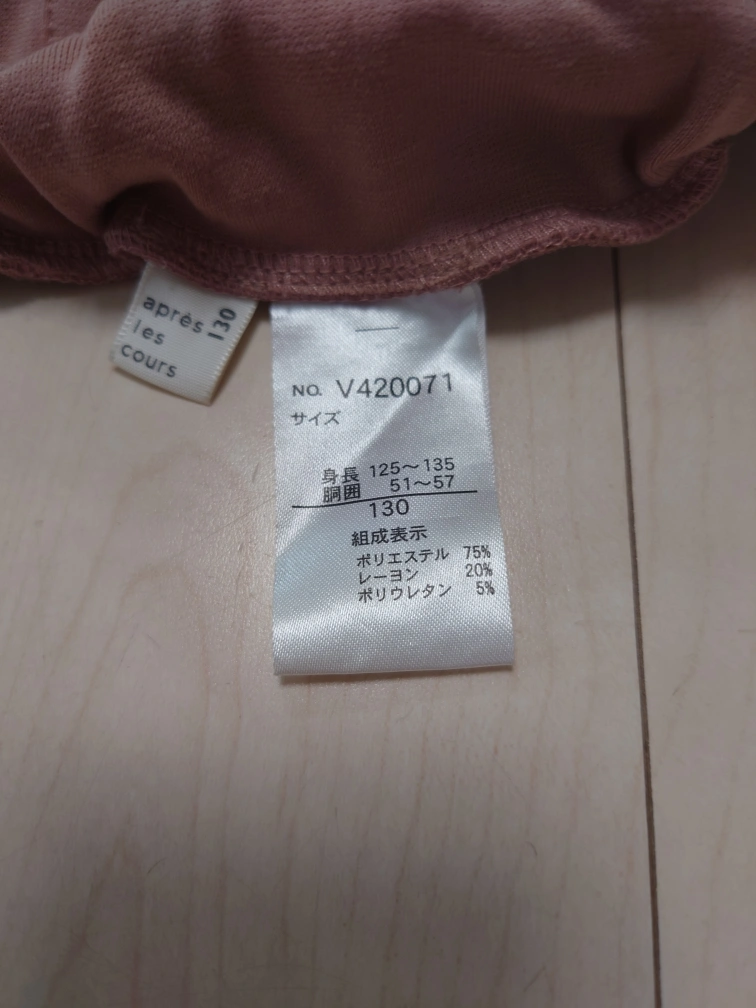 après
les
cours
130
NO. V420071
サイズ
身長 125～135
胴囲 51～57
130
組成表示
ポリエステル 75%
レーヨン 20%
ポリウレタン 5%